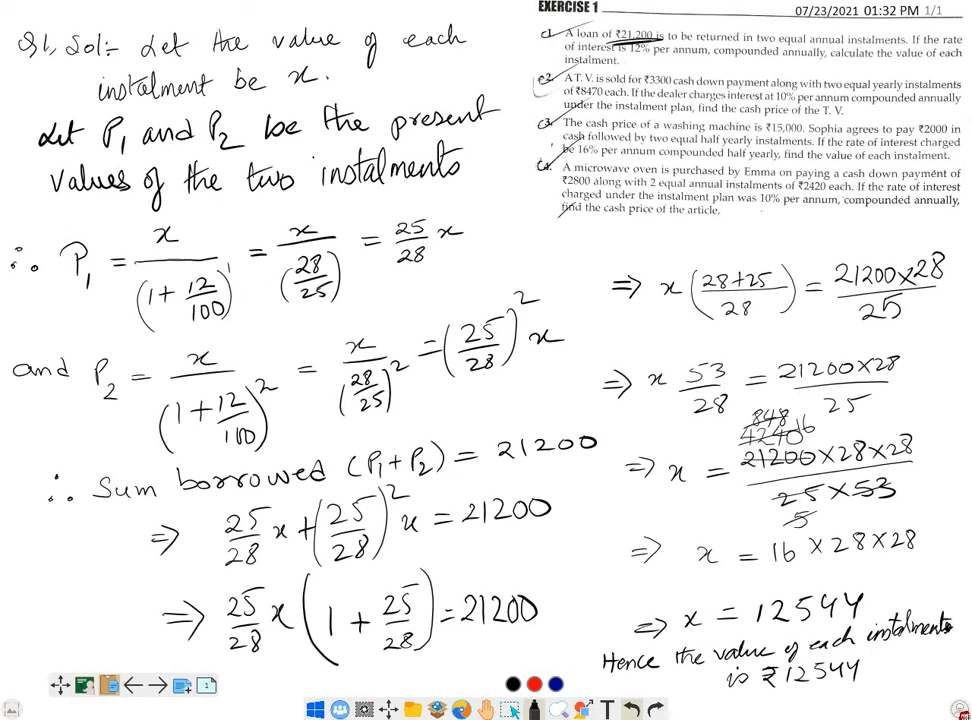 EXERCISE 1
07/23/2021 01:32 PM 1/1
Q1, Sol:- Let the value of each
instalment be x.
Let P₁ and P₂ be the present
values of the two instalments
∴ P₁ = x/(1 + 12/100)¹ = x/(28/25) = 25/28 x
and P₂ = x/(1 + 12/100)² = x/(28/25)² = (25/28)² x
∴ Sum borrowed (P₁+P₂) = 21200
⇒ 25/28 x + (25/28)² x = 21200
⇒ 25/28 x (1 + 25/28) = 21200
1. A loan of ₹21,200 is to be returned in two equal annual instalments. If the rate
of interest is 12% per annum, compounded annually, calculate the value of each
instalment.
2. A T. V. is sold for ₹3300 cash down payment along with two equal yearly instalments
of ₹8470 each. If the dealer charges interest at 10% per annum compounded annually
under the instalment plan, find the cash price of the T. V.
3. The cash price of a washing machine is ₹15,000. Sophia agrees to pay ₹2000 in
cash followed by two equal half yearly instalments. If the rate of interest charged
be 16% per annum compounded half yearly, find the value of each instalment.
4. A microwave oven is purchased by Emma on paying a cash down payment of
₹2800 along with 2 equal annual instalments of ₹2420 each. If the rate of interest
charged under the instalment plan was 10% per annum, compounded annually,
find the cash price of the article.
⇒ x (28+25/28) = 21200×28/25
⇒ x 53/28 = 21200×28/25
848
4240 16
⇒ x = 21200×28×28/25×53
5
⇒ x = 16×28×28
⇒ x = 12544
Hence the value of each instalments
is ₹12544
1
T